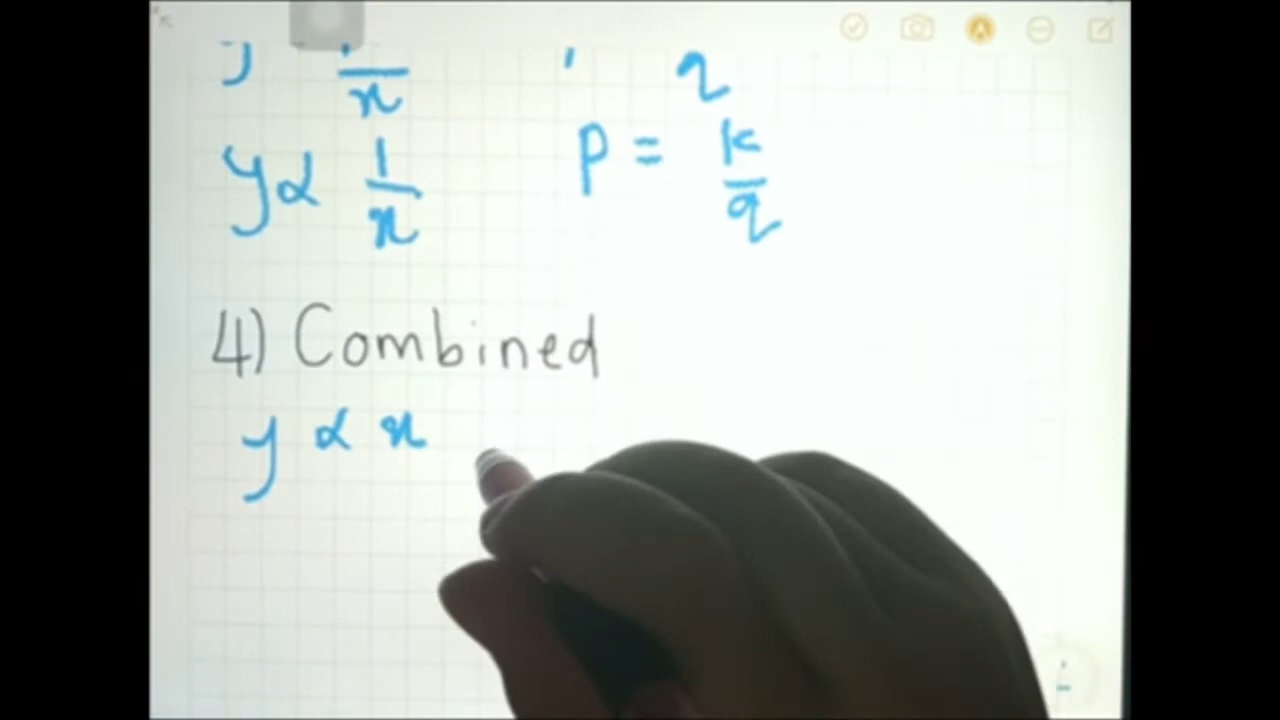 x
q
y ∝ 1/x
p = k/q
4) Combined
y ∝ x